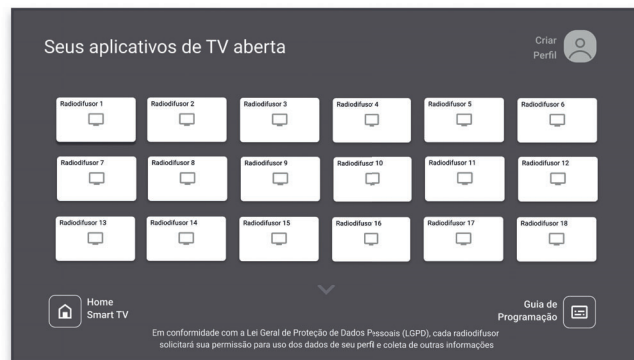 Seus aplicativos de TV aberta
Criar
Perfil
Radiodifusor 1
Radiodifusor 2
Radiodifusor 3
Radiodifusor 4
Radiodifusor 5
Radiodifusor 6
Radiodifusor 7
Radiodifusor 8
Radiodifusor 9
Radiodifusor 10
Radiodifusor 11
Radiodifusor 12
Radiodifusor 13
Radiodifusor 14
Radiodifusor 15
Radiodifusor 16
Radiodifusor 17
Radiodifusor 18
Home
Smart TV
Guia de
Programação
Em conformidade com a Lei Geral de Proteção de Dados Pessoais (LGPD), cada radiodifusor
solicitará sua permissão para uso dos dados de seu perfil e coleta de outras informações